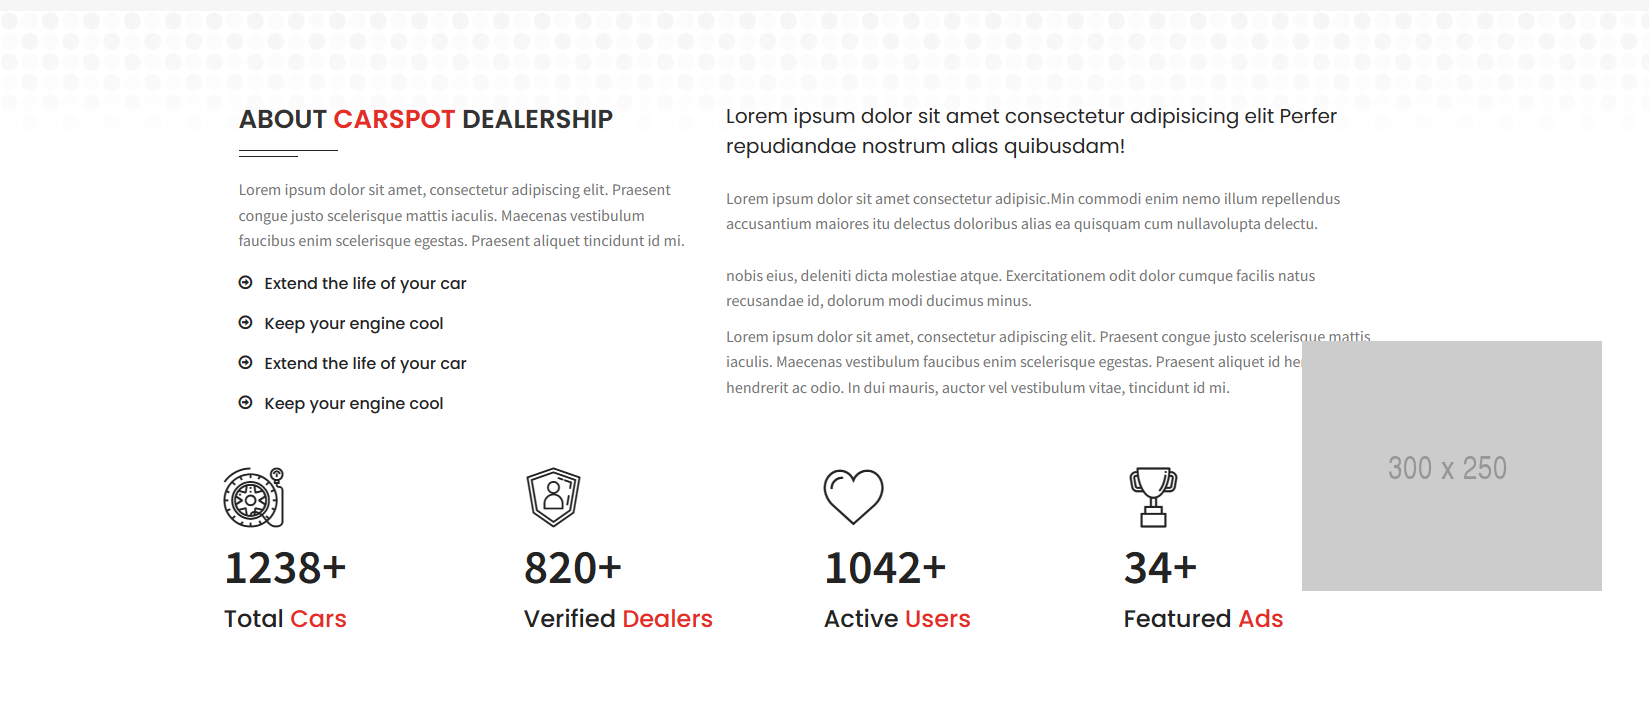 ABOUT CARSPOT DEALERSHIP
Lorem ipsum dolor sit amet, consectetur adipiscing elit. Praesent
congue justo scelerisque mattis iaculis. Maecenas vestibulum
faucibus enim scelerisque egestas. Praesent aliquet tincidunt id mi.
Extend the life of your car
Keep your engine cool
Extend the life of your car
Keep your engine cool
Lorem ipsum dolor sit amet consectetur adipisicing elit Perfer
repudiandae nostrum alias quibusdam!
Lorem ipsum dolor sit amet consectetur adipisic.Min commodi enim nemo illum repellendus
accusantium maiores itu delectus doloribus alias ea quisquam cum nullavolupta delectu.
nobis eius, deleniti dicta molestiae atque. Exercitationem odit dolor cumque facilis natus
recusandae id, dolorum modi ducimus minus.
Lorem ipsum dolor sit amet, consectetur adipiscing elit. Praesent congue justo scelerisque mattis
iaculis. Maecenas vestibulum faucibus enim scelerisque egestas. Praesent aliquet id
hendrerit ac odio. In dui mauris, auctor vel vestibulum vitae, tincidunt id mi.
300 x 250
1238+
Total Cars
820+
Verified Dealers
1042+
Active Users
34+
Featured Ads